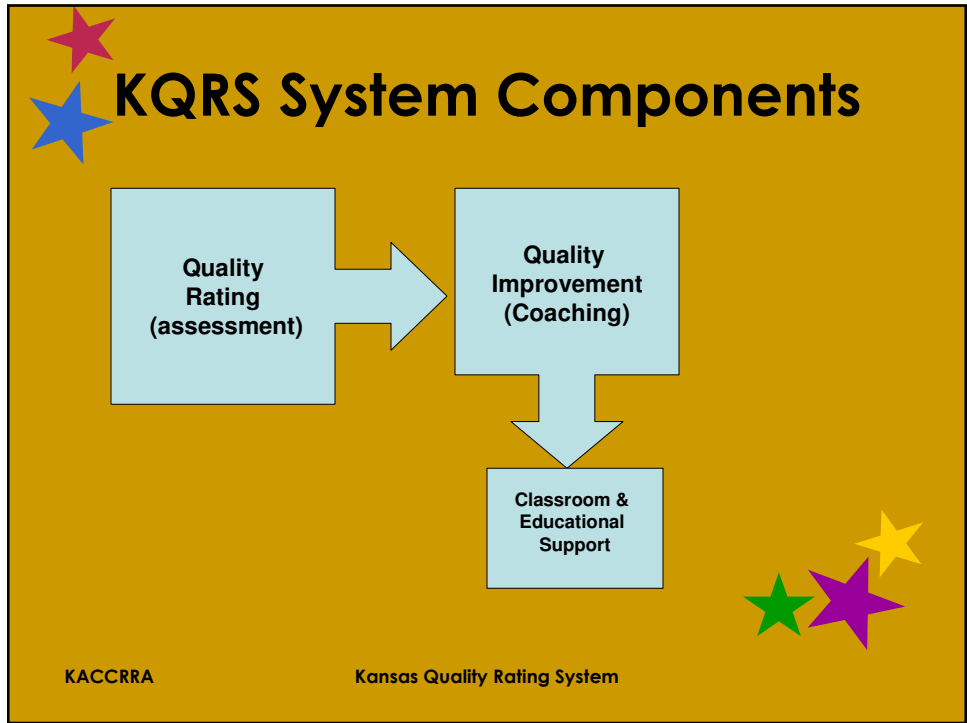 KQRS System Components
Quality
Rating
(assessment)
Quality
Improvement
(Coaching)
Classroom &
Educational
Support
KACCRRA
Kansas Quality Rating System